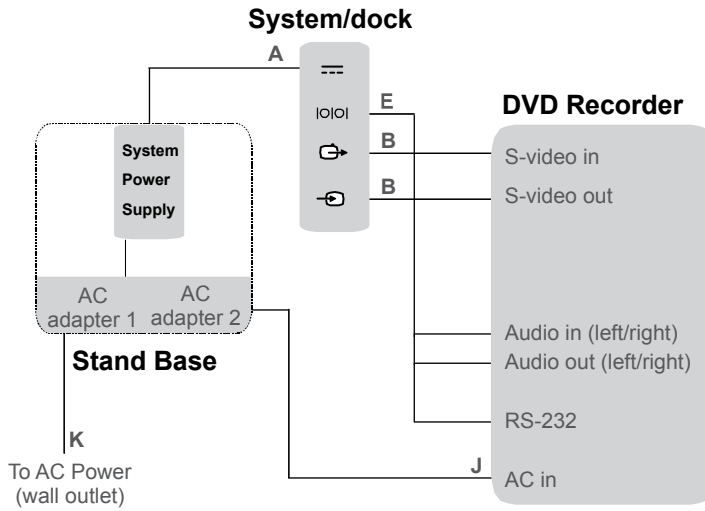 System/dock
A
IOIOI
E
B
B
System
Power
Supply
AC
adapter 1
AC
adapter 2
Stand Base
K
To AC Power
(wall outlet)
DVD Recorder
S-video in
S-video out
Audio in (left/right)
Audio out (left/right)
RS-232
J
AC in